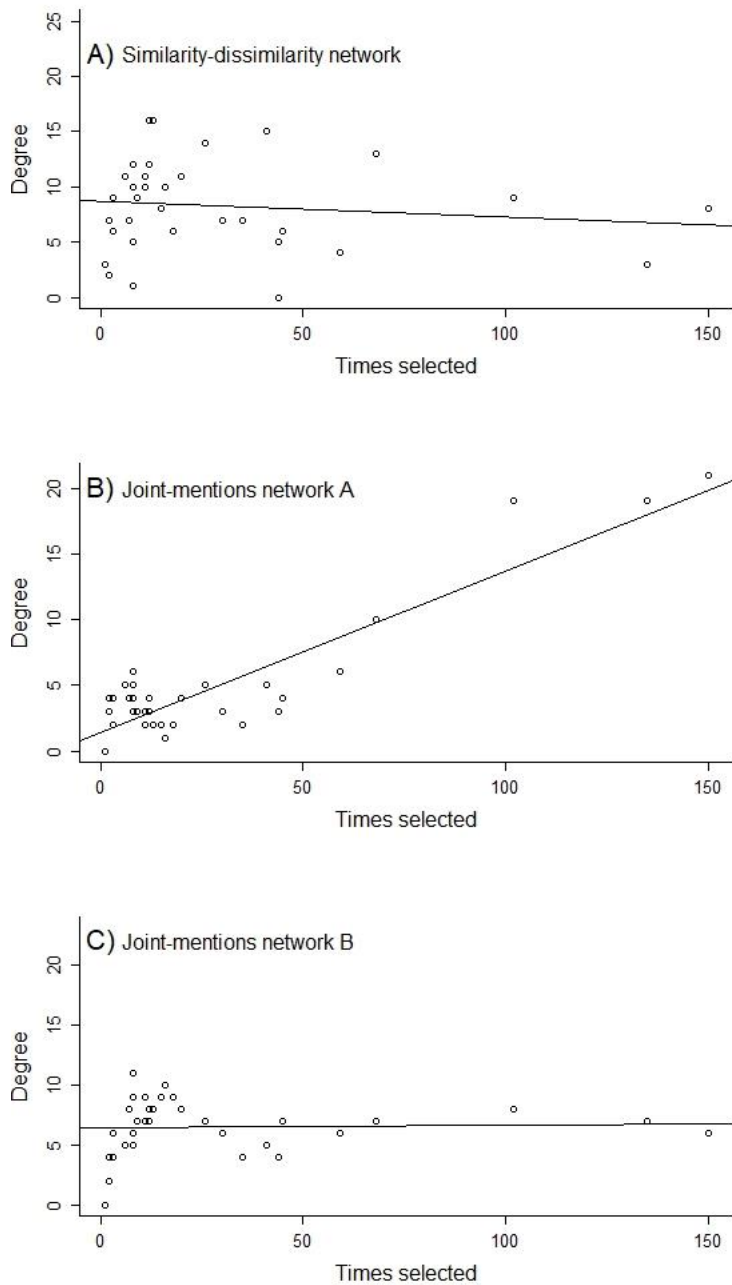 A) Similarity-dissimilarity network
Degree
25
20
15
10
5
0
0 50 100 150
Times selected
B) Joint-mentions network A
Degree
20
15
10
5
0
0 50 100 150
Times selected
C) Joint-mentions network B
Degree
20
15
10
5
0
0 50 100 150
Times selected